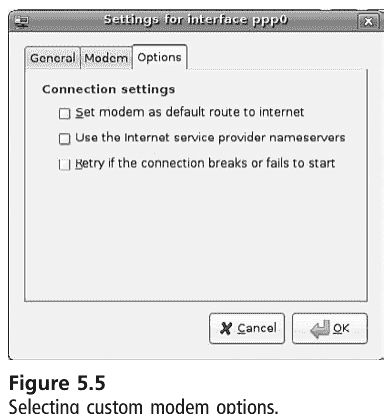 Settings for interface ppp0
General Modem Options
Connection settings
Set modem as default route to internet
Use the Internet service provider nameservers
Retry if the connection breaks or fails to start
Cancel OK
Figure 5.5
Selecting custom modem options.